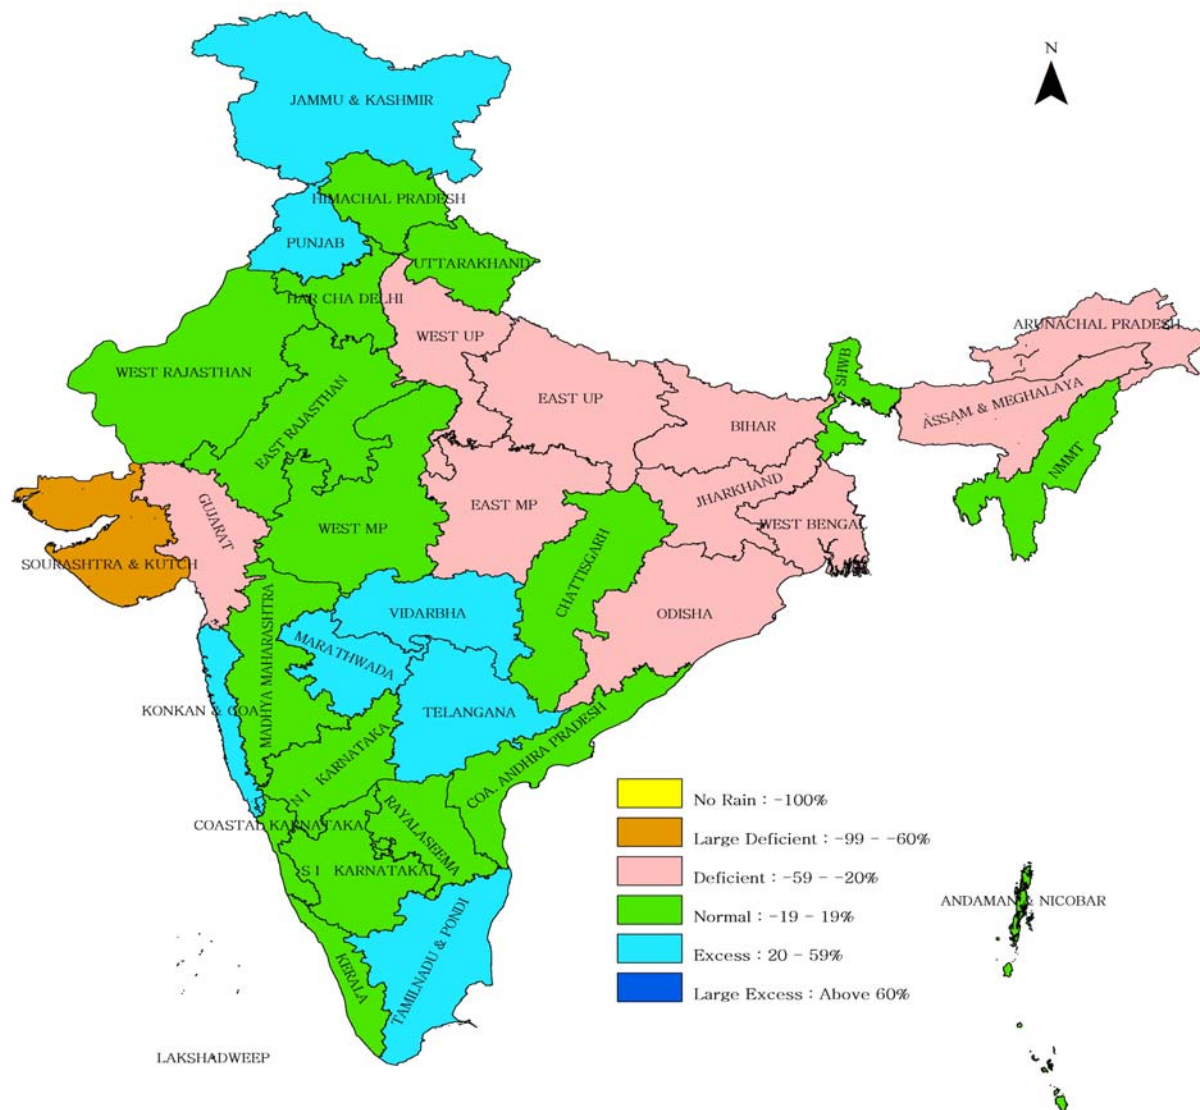 N
JAMMU & KASHMIR
HIMACHAL PRADESH
PUNJAB
UTTARAKHAND
HAR CHA DELHI
WEST RAJASTHAN
EAST RAJASTHAN
WEST UP
EAST UP
BIHAR
SHWB
ARUNACHAL PRADESH
ASSAM & MEGHALAYA
NMMT
JHARKHAND
WEST BENGAL
EAST MP
WEST MP
GUJARAT
SOURASHTRA & KUTCH
CHATTISGARH
ODISHA
VIDARBHA
MARATHWADA
MADHYA MAHARASHTRA
KONKAN & GOA
TELANGANA
COA. ANDHRA PRADESH
N I KARNATAKA
COASTAL KARNATAKA
RAYALASEEMA
S I KARNATAKA
KERALA
TAMILNADU & PONDI
LAKSHADWEEP
ANDAMAN & NICOBAR
No Rain : -100%
Large Deficient : -99 - -60%
Deficient : -59 - -20%
Normal : -19 - 19%
Excess : 20 - 59%
Large Excess : Above 60%